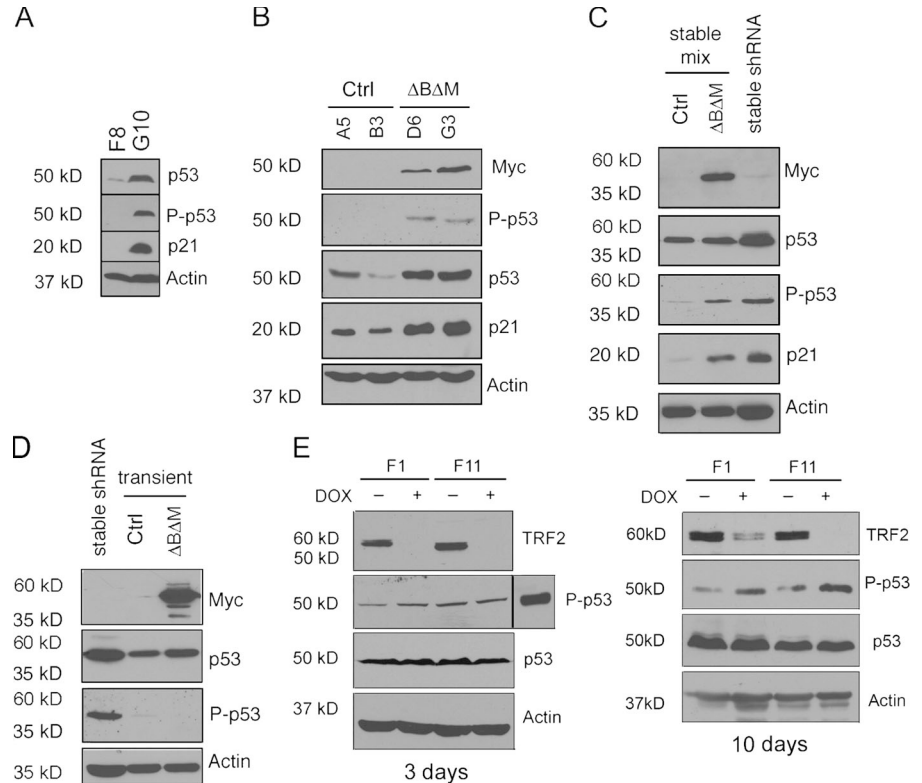 A
F8 G10
50 kD p53
50 kD P-p53
20 kD p21
37 kD Actin
B
Ctrl ΔBΔM
A5 B3 D6 G3
50 kD Myc
50 kD P-p53
50 kD p53
20 kD p21
37 kD Actin
C
stable
mix
Ctrl ΔBΔM stable shRNA
60 kD
35 kD Myc
60 kD
35 kD p53
60 kD
35 kD P-p53
20 kD p21
35 kD Actin
D
stable shRNA transient
Ctrl ΔBΔM
60 kD
35 kD Myc
60 kD
35 kD p53
60 kD
35 kD P-p53
35 kD Actin
E
F1 F11
DOX – + – +
60 kD
50 kD TRF2
50 kD P-p53
50 kD p53
37 kD Actin
3 days
F1 F11
DOX – + – +
60kD TRF2
50kD P-p53
50kD p53
37kD Actin
10 days